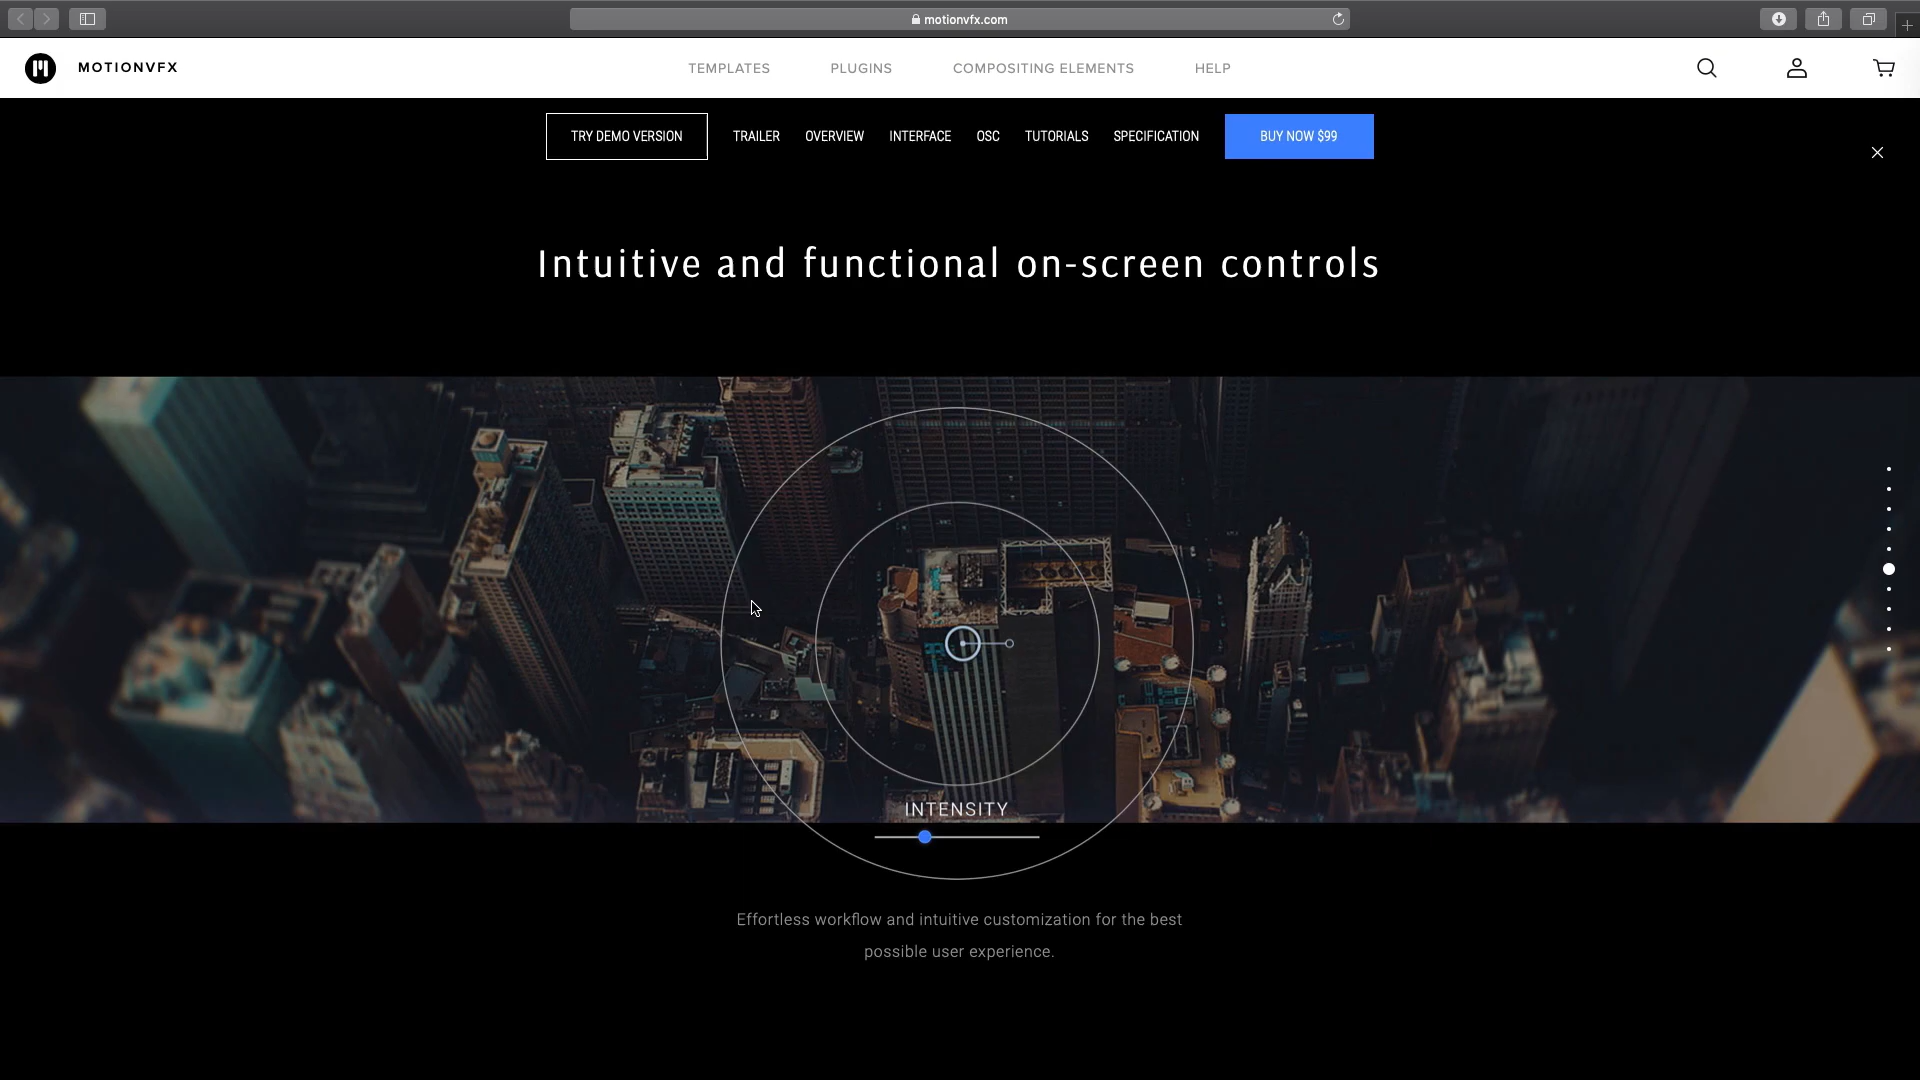 motionvfx.com
MOTIONVFX
TEMPLATES PLUGINS COMPOSITING ELEMENTS HELP
TRY DEMO VERSION TRAILER OVERVIEW INTERFACE OSC TUTORIALS SPECIFICATION BUY NOW $99
Intuitive and functional on-screen controls
INTENSITY
Effortless workflow and intuitive customization for the best
possible user experience.